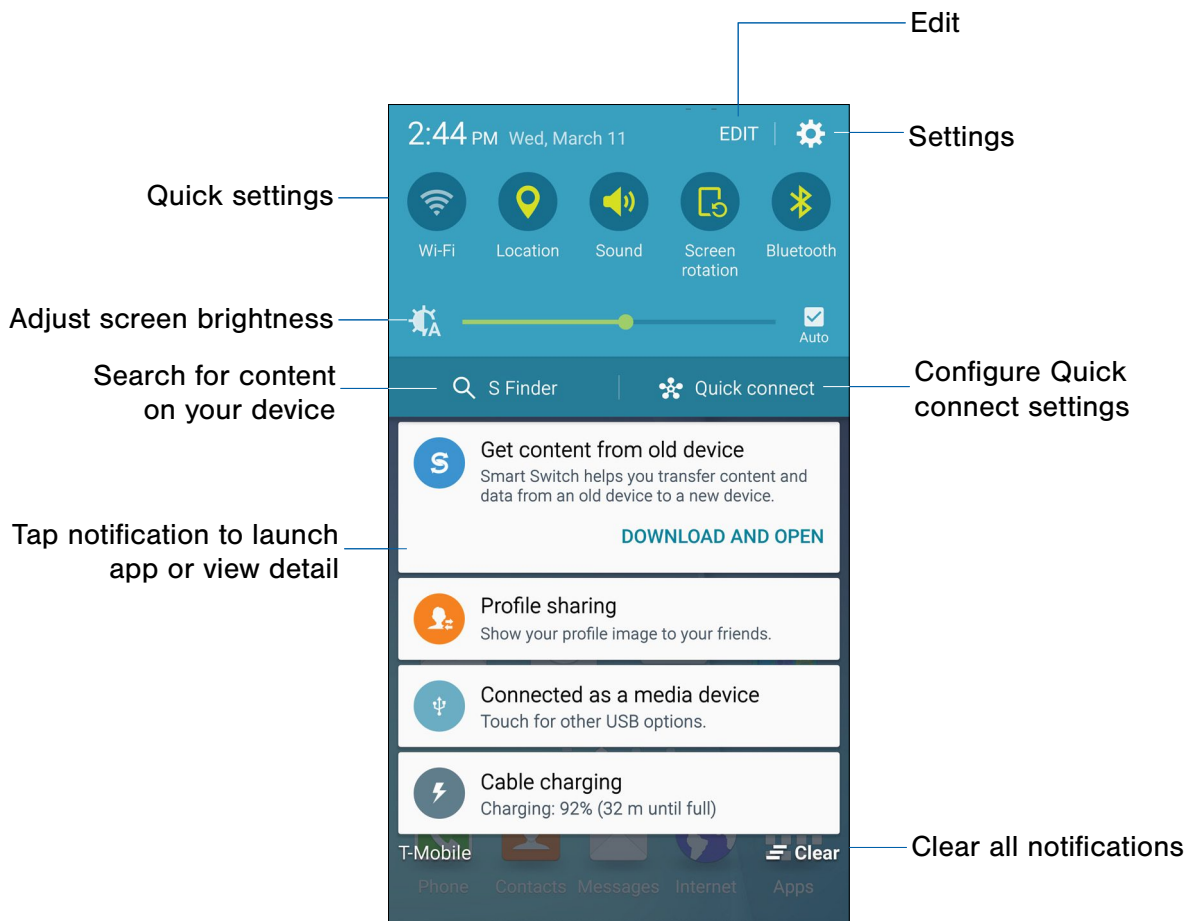 Edit
2:44 PM Wed, March 11
EDIT
Settings
Quick settings
Wi-Fi
Location
Sound
Screen
rotation
Bluetooth
Adjust screen brightness
A
Auto
Search for content
on your device
S Finder
Quick connect
Configure Quick
connect settings
S
Get content from old device
Smart Switch helps you transfer content and
data from an old device to a new device.
DOWNLOAD AND OPEN
Tap notification to launch
app or view detail
Profile sharing
Show your profile image to your friends.
Connected as a media device
Touch for other USB options.
Cable charging
Charging: 92% (32 m until full)
T-Mobile
Clear
Clear all notifications
Phone
Contacts
Messages
Internet
Apps